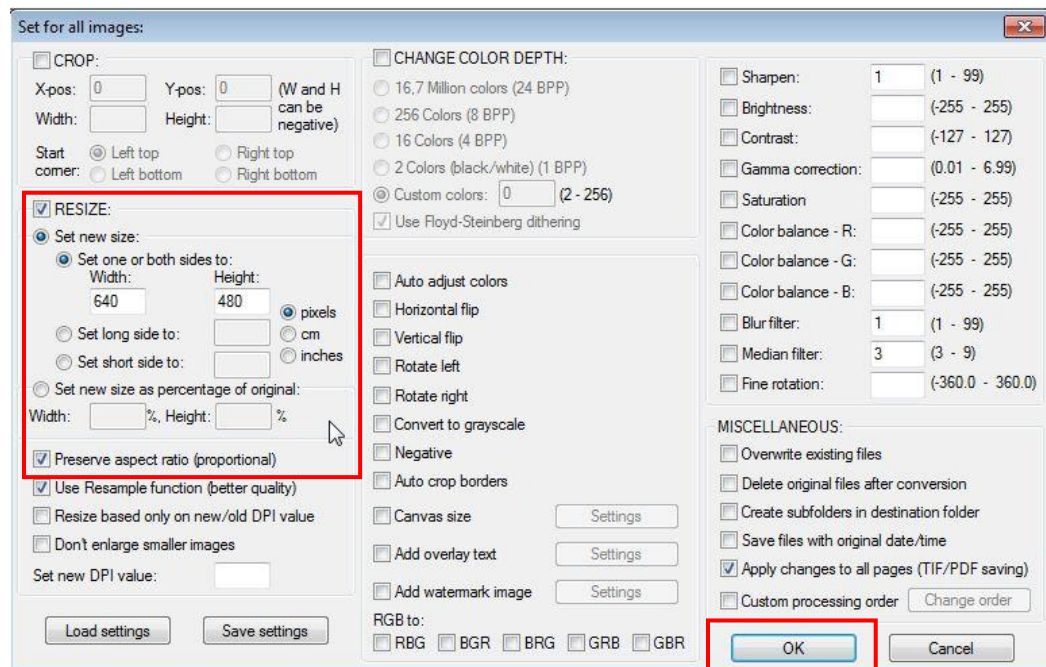 Set for all images:
CROP:
X-pos: 0 Y-pos: 0 (W and H
can be
negative)
Width: Height:
Start
corner:
Left top Right top
Left bottom Right bottom
RESIZE:
Set new size:
Set one or both sides to:
Width: Height:
640 480
pixels
Set long side to: cm
Set short side to: inches
Set new size as percentage of original:
Width: %, Height: %
Preserve aspect ratio (proportional)
Use Resample function (better quality)
Resize based only on new/old DPI value
Don't enlarge smaller images
Set new DPI value:
Load settings Save settings
CHANGE COLOR DEPTH:
16,7 Million colors (24 BPP)
256 Colors (8 BPP)
16 Colors (4 BPP)
2 Colors (black/white) (1 BPP)
Custom colors: 0 (2 - 256)
Use Floyd-Steinberg dithering
Auto adjust colors
Horizontal flip
Vertical flip
Rotate left
Rotate right
Convert to grayscale
Negative
Auto crop borders
Canvas size Settings
Add overlay text Settings
Add watermark image Settings
RGB to:
RBG BGR BRG GRB GBR
Sharpen: 1 (1 - 99)
Brightness: (-255 - 255)
Contrast: (-127 - 127)
Gamma correction: (0.01 - 6.99)
Saturation (-255 - 255)
Color balance - R: (-255 - 255)
Color balance - G: (-255 - 255)
Color balance - B: (-255 - 255)
Blur filter: 1 (1 - 99)
Median filter: 3 (3 - 9)
Fine rotation: (-360.0 - 360.0)
MISCELLANEOUS:
Overwrite existing files
Delete original files after conversion
Create subfolders in destination folder
Save files with original date/time
Apply changes to all pages (TIF/PDF saving)
Custom processing order Change order
OK Cancel